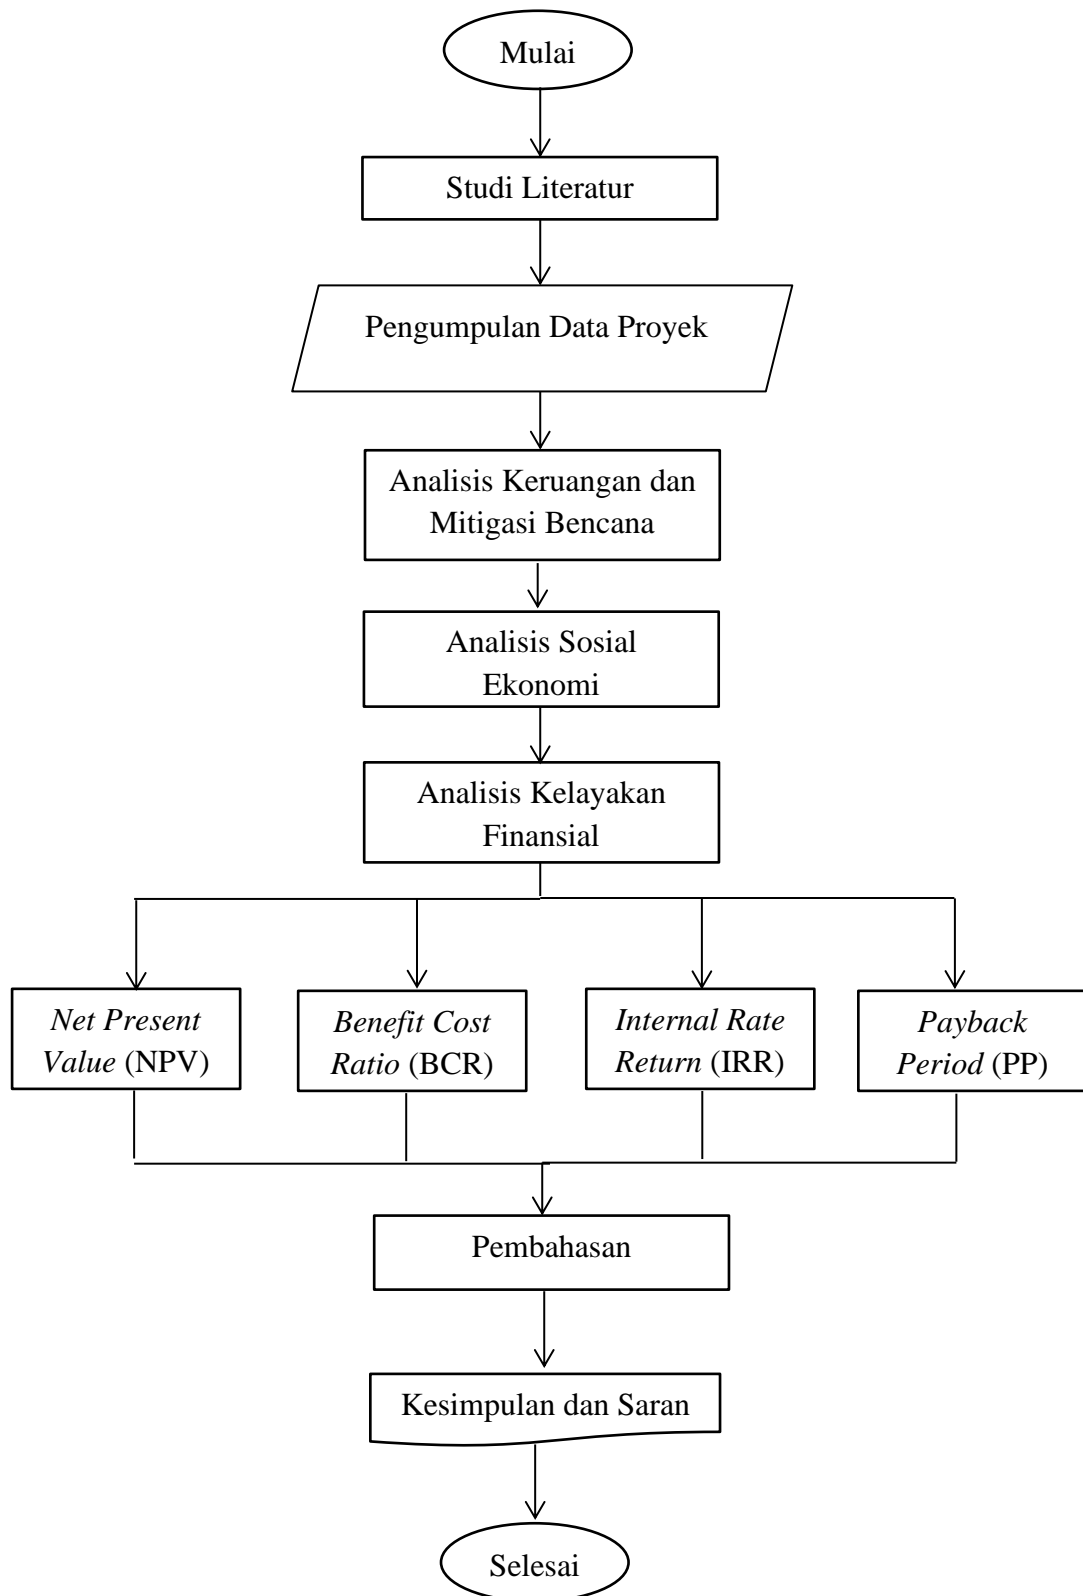 Mulai
Studi Literatur
Pengumpulan Data Proyek
Analisis Keruangan dan
Mitigasi Bencana
Analisis Sosial
Ekonomi
Analisis Kelayakan
Finansial
Net Present
Value (NPV)
Benefit Cost
Ratio (BCR)
Internal Rate
Return (IRR)
Payback
Period (PP)
Pembahasan
Kesimpulan dan Saran
Selesai